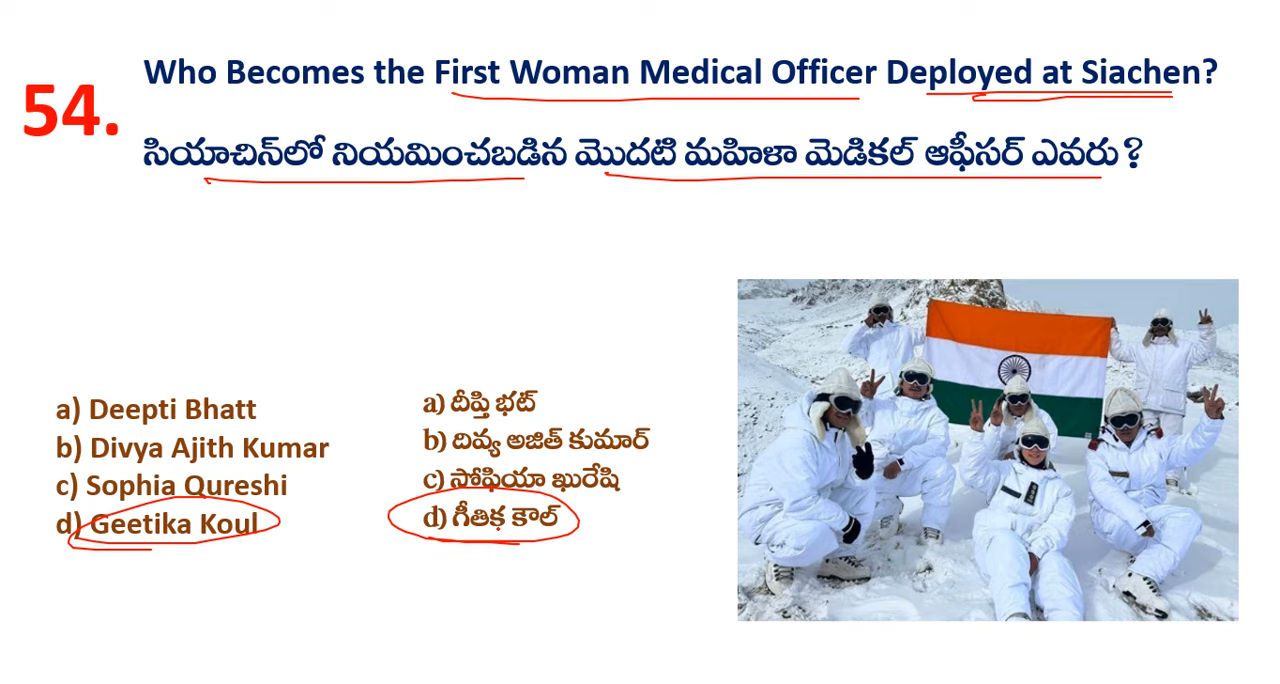 54.
Who Becomes the First Woman Medical Officer Deployed at Siachen?
సియాచిన్‌లో నియమించబడిన మొదటి మహిళా మెడికల్ ఆఫీసర్ ఎవరు?
a) Deepti Bhatt
b) Divya Ajith Kumar
c) Sophia Qureshi
d) Geetika Koul
a) దీప్తి భట్
b) దివ్య అజిత్ కుమార్
c) సోఫియా ఖురేషి
d) గీతిక కౌల్